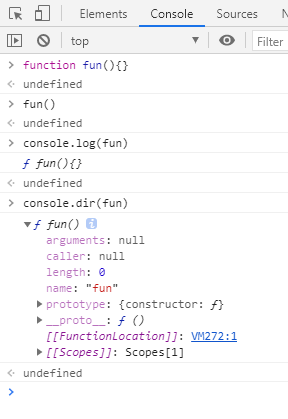 Elements Console Sources N
top Filter
> function fun(){}
< undefined
> fun()
< undefined
> console.log(fun)
ƒ fun(){}
< undefined
> console.dir(fun)
▼ ƒ fun() i
arguments: null
caller: null
length: 0
name: "fun"
▶ prototype: {constructor: ƒ}
▶ __proto__: ƒ ()
[[FunctionLocation]]: VM272:1
▶ [[Scopes]]: Scopes[1]
< undefined
>